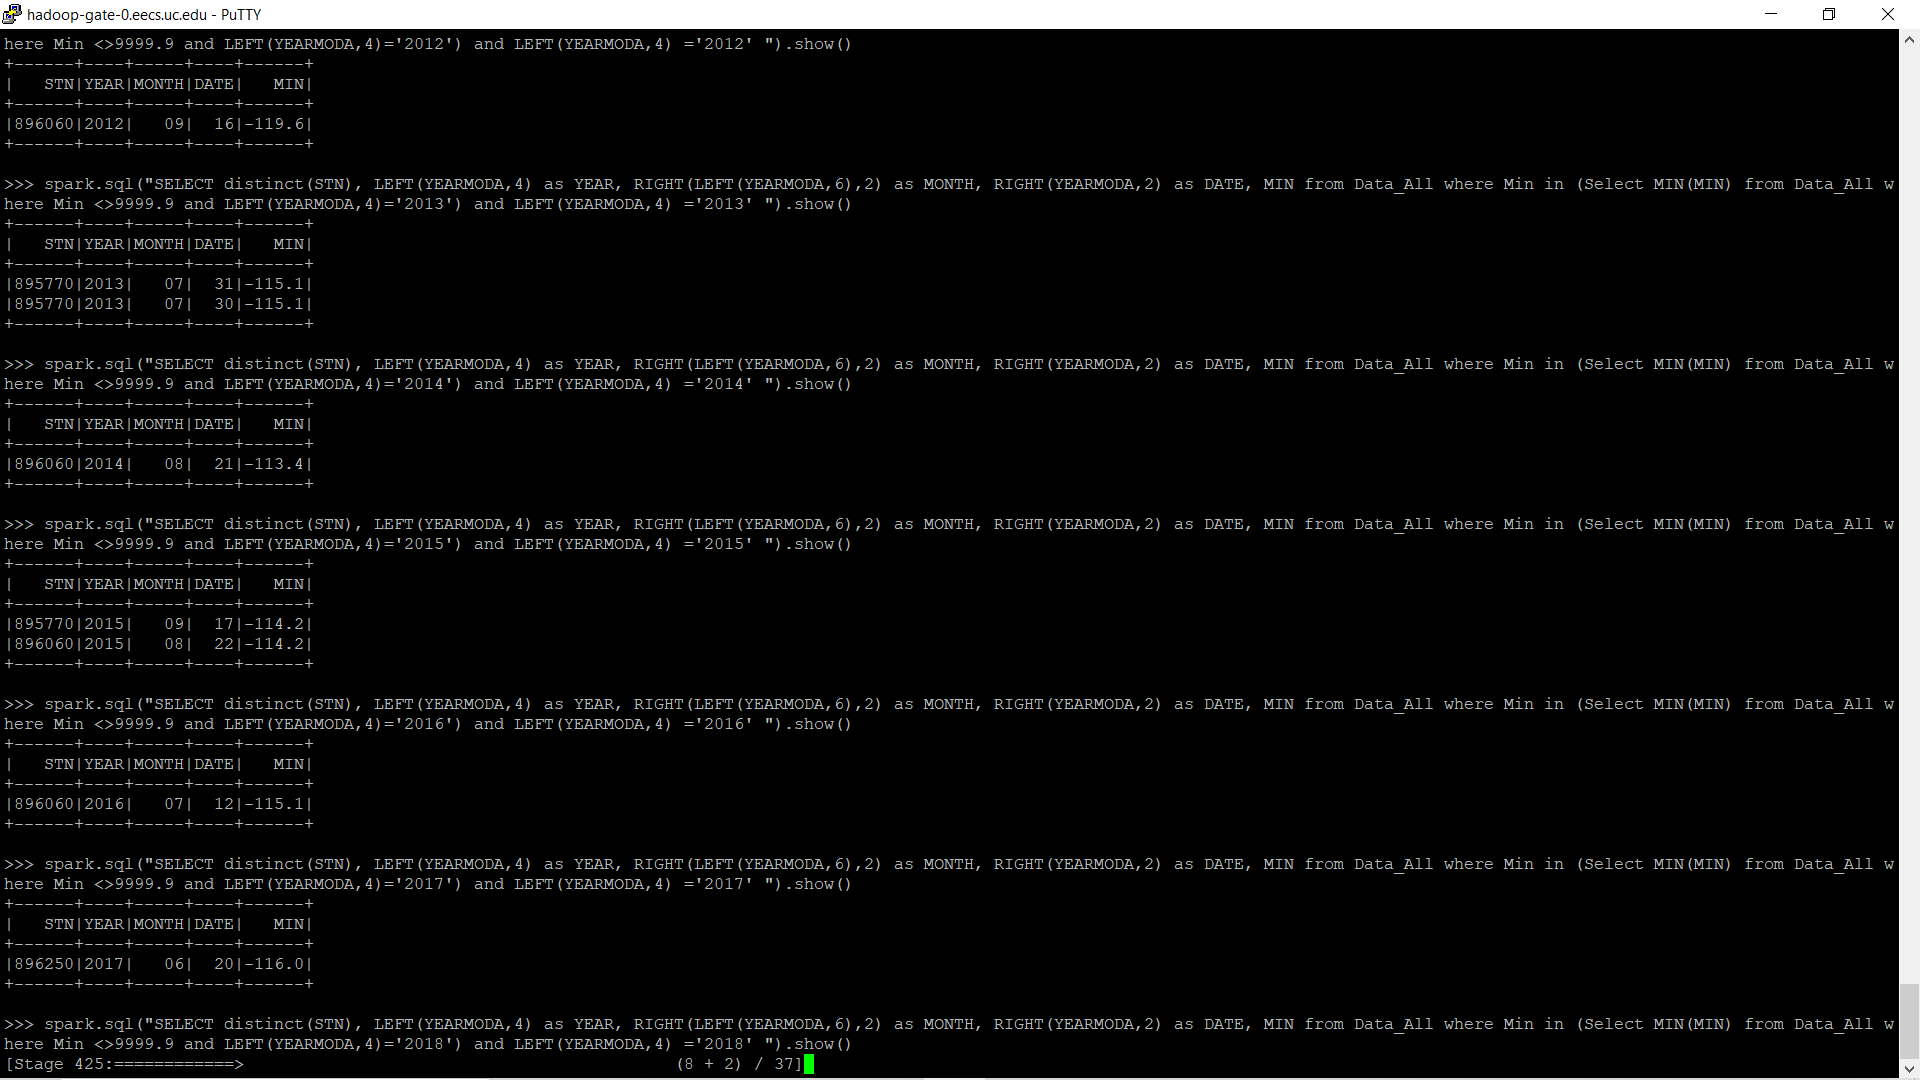 hadoop-gate-0.eecs.uc.edu - PuTTY
here Min <>9999.9 and LEFT(YEARMODA,4)='2012') and LEFT(YEARMODA,4) ='2012' ").show()
+------+----+-----+----+------+
|   STN|YEAR|MONTH|DATE|   MIN|
+------+----+-----+----+------+
|896060|2012|   09|  16|-119.6|
+------+----+-----+----+------+
>>> spark.sql("SELECT distinct(STN), LEFT(YEARMODA,4) as YEAR, RIGHT(LEFT(YEARMODA,6),2) as MONTH, RIGHT(YEARMODA,2) as DATE, MIN from Data_All where Min in (Select MIN(MIN) from Data_All w
here Min <>9999.9 and LEFT(YEARMODA,4)='2013') and LEFT(YEARMODA,4) ='2013' ").show()
+------+----+-----+----+------+
|   STN|YEAR|MONTH|DATE|   MIN|
+------+----+-----+----+------+
|895770|2013|   07|  31|-115.1|
|895770|2013|   07|  30|-115.1|
+------+----+-----+----+------+
>>> spark.sql("SELECT distinct(STN), LEFT(YEARMODA,4) as YEAR, RIGHT(LEFT(YEARMODA,6),2) as MONTH, RIGHT(YEARMODA,2) as DATE, MIN from Data_All where Min in (Select MIN(MIN) from Data_All w
here Min <>9999.9 and LEFT(YEARMODA,4)='2014') and LEFT(YEARMODA,4) ='2014' ").show()
+------+----+-----+----+------+
|   STN|YEAR|MONTH|DATE|   MIN|
+------+----+-----+----+------+
|896060|2014|   08|  21|-113.4|
+------+----+-----+----+------+
>>> spark.sql("SELECT distinct(STN), LEFT(YEARMODA,4) as YEAR, RIGHT(LEFT(YEARMODA,6),2) as MONTH, RIGHT(YEARMODA,2) as DATE, MIN from Data_All where Min in (Select MIN(MIN) from Data_All w
here Min <>9999.9 and LEFT(YEARMODA,4)='2015') and LEFT(YEARMODA,4) ='2015' ").show()
+------+----+-----+----+------+
|   STN|YEAR|MONTH|DATE|   MIN|
+------+----+-----+----+------+
|895770|2015|   09|  17|-114.2|
|896060|2015|   08|  22|-114.2|
+------+----+-----+----+------+
>>> spark.sql("SELECT distinct(STN), LEFT(YEARMODA,4) as YEAR, RIGHT(LEFT(YEARMODA,6),2) as MONTH, RIGHT(YEARMODA,2) as DATE, MIN from Data_All where Min in (Select MIN(MIN) from Data_All w
here Min <>9999.9 and LEFT(YEARMODA,4)='2016') and LEFT(YEARMODA,4) ='2016' ").show()
+------+----+-----+----+------+
|   STN|YEAR|MONTH|DATE|   MIN|
+------+----+-----+----+------+
|896060|2016|   07|  12|-115.1|
+------+----+-----+----+------+
>>> spark.sql("SELECT distinct(STN), LEFT(YEARMODA,4) as YEAR, RIGHT(LEFT(YEARMODA,6),2) as MONTH, RIGHT(YEARMODA,2) as DATE, MIN from Data_All where Min in (Select MIN(MIN) from Data_All w
here Min <>9999.9 and LEFT(YEARMODA,4)='2017') and LEFT(YEARMODA,4) ='2017' ").show()
+------+----+-----+----+------+
|   STN|YEAR|MONTH|DATE|   MIN|
+------+----+-----+----+------+
|896250|2017|   06|  20|-116.0|
+------+----+-----+----+------+
>>> spark.sql("SELECT distinct(STN), LEFT(YEARMODA,4) as YEAR, RIGHT(LEFT(YEARMODA,6),2) as MONTH, RIGHT(YEARMODA,2) as DATE, MIN from Data_All where Min in (Select MIN(MIN) from Data_All w
here Min <>9999.9 and LEFT(YEARMODA,4)='2018') and LEFT(YEARMODA,4) ='2018' ").show()
[Stage 425:============>                                           (8 + 2) / 37]